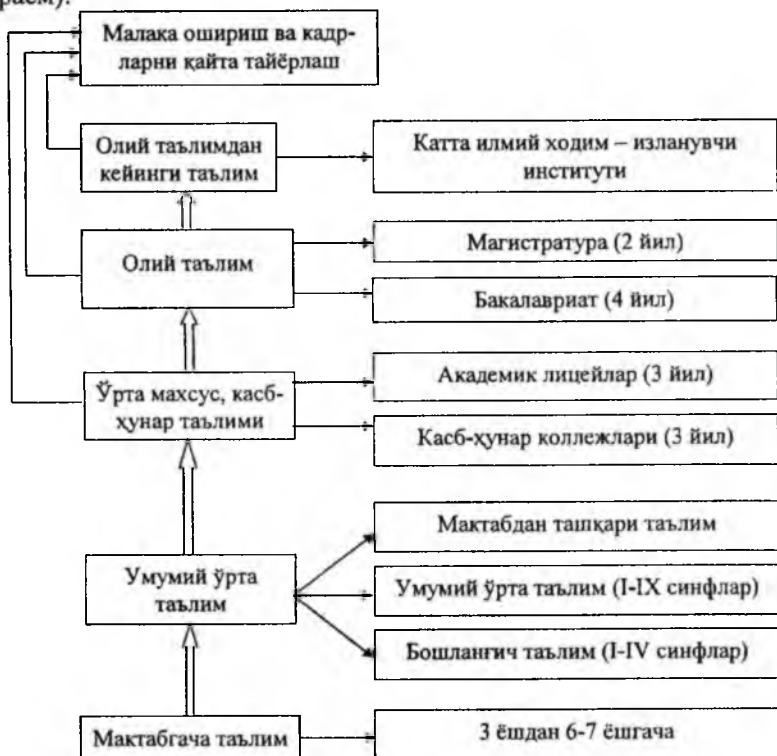 раем).
Малака ошириш ва кадр-
ларни қайта тайёрлаш
Олий таълимдан
кейинги таълим
Катта илмий ходим – изланувчи
институти
Олий таълим
Магистратура (2 йил)
Бакалавриат (4 йил)
Ўрта махсус, касб-
ҳунар таълими
Академик лицейлар (3 йил)
Касб-ҳунар коллежлари (3 йил)
Умумий ўрта
таълим
Мактабдан ташқари таълим
Умумий ўрта таълим (I-IX синфлар)
Бошланғич таълим (I-IV синфлар)
Мактабгача таълим
3 ёшдан 6-7 ёшгача